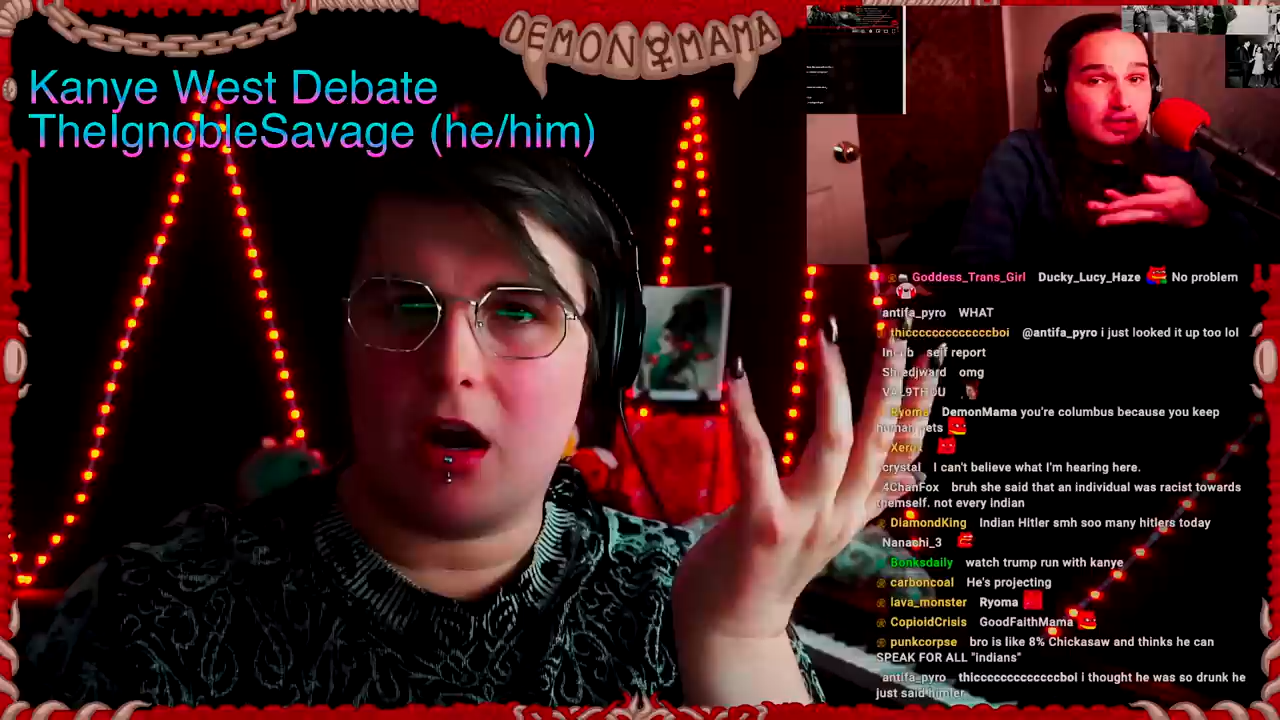 DEMON MAMA
Kanye West Debate
TheIgnobleSavage (he/him)
Goddess_Trans_Girl Ducky_Lucy_Haze No problem
antifa_pyro WHAT
thicccccccccccccboi @antifa_pyro i just looked it up too lol
self report
omg
Ryoma DemonMama you're columbus because you keep
crystal I can't believe what I'm hearing here.
4ChanFox bruh she said that an individual was racist towards
themself. not every indian
DiamondKing Indian Hitler smh soo many hitlers today
Nanachi_3
Bonksdaily watch trump run with kanye
carboncoal He's projecting
lava_monster Ryoma
CopioidCrisis GoodFaithMama
punkcorpse bro is like 8% Chickasaw and thinks he can
SPEAK FOR ALL "indians"
antifa_pyro thicccccccccccccboi i thought he was so drunk he
just said himler